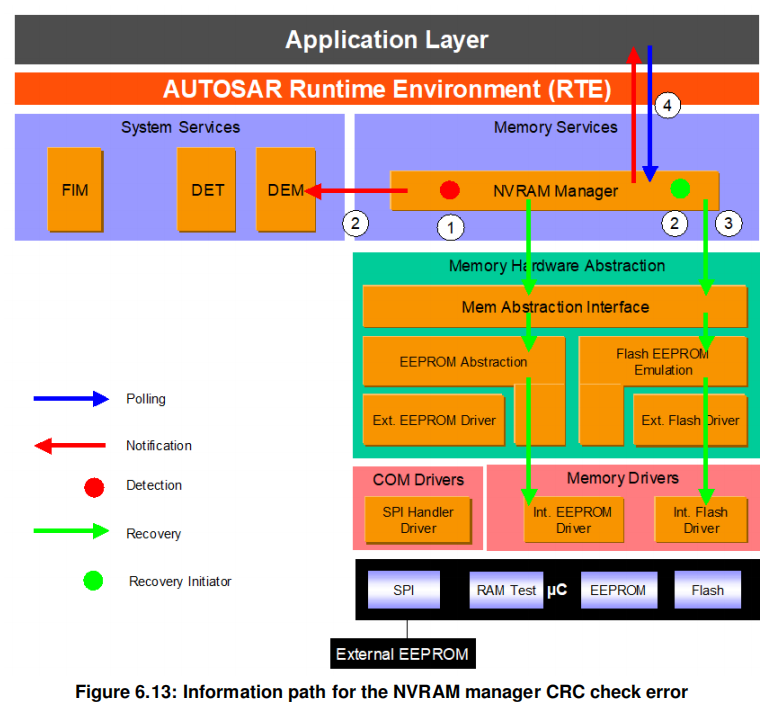 Application Layer
AUTOSAR Runtime Environment (RTE)
4
System Services
Memory Services
FIM
DET
DEM
NVRAM Manager
2
1
2
3
Memory Hardware Abstraction
Mem Abstraction Interface
EEPROM Abstraction
Flash EEPROM
Emulation
Ext. EEPROM Driver
Ext. Flash Driver
Polling
Notification
Detection
Recovery
Recovery Initiator
COM Drivers
Memory Drivers
SPI Handler
Driver
Int. EEPROM
Driver
Int. Flash
Driver
SPI
RAM Test
µC
EEPROM
Flash
External EEPROM
Figure 6.13: Information path for the NVRAM manager CRC check error